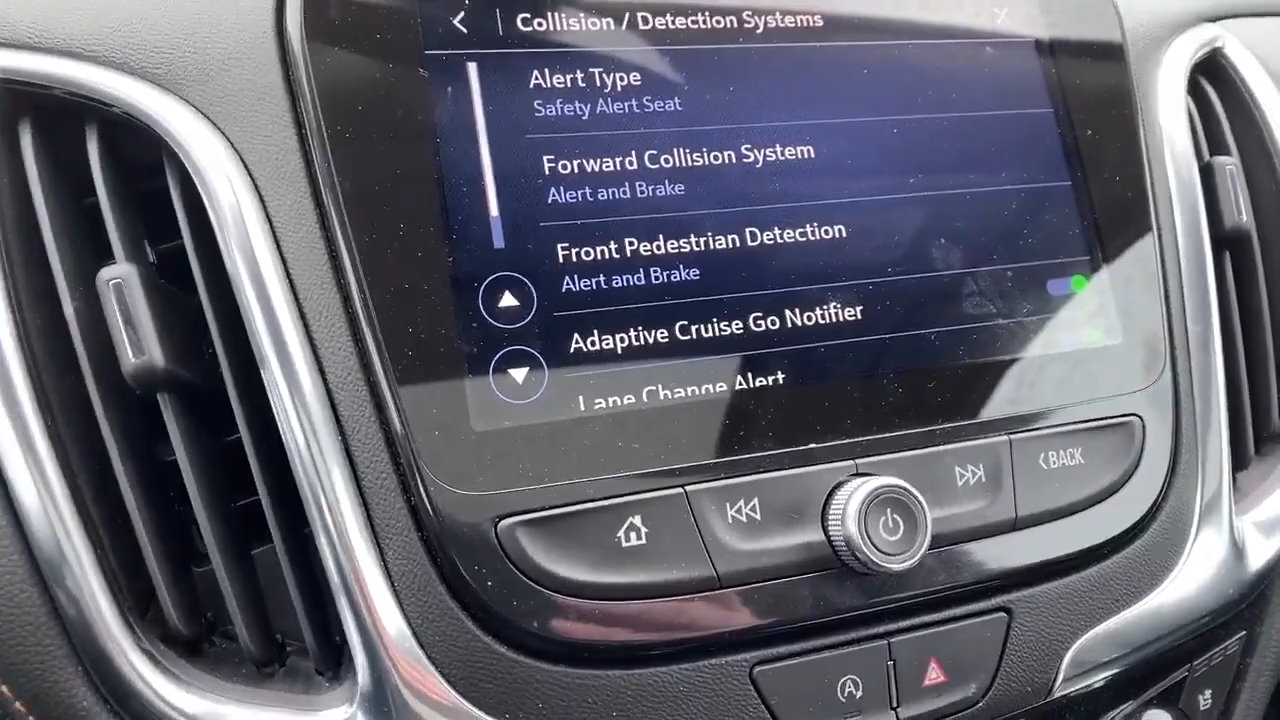 Collision / Detection Systems
Alert Type
Safety Alert Seat
Forward Collision System
Alert and Brake
Front Pedestrian Detection
Alert and Brake
Adaptive Cruise Go Notifier
Lane Change Alert
BACK
A